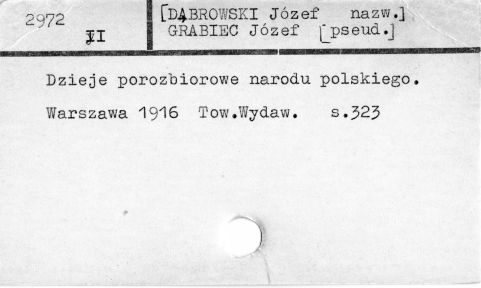 2972 [DĄBROWSKI Józef nazw.]
II GRABIEC Józef [pseud.]
Dzieje porozbiorowe narodu polskiego.
Warszawa 1916 Tow.Wydaw. s.323